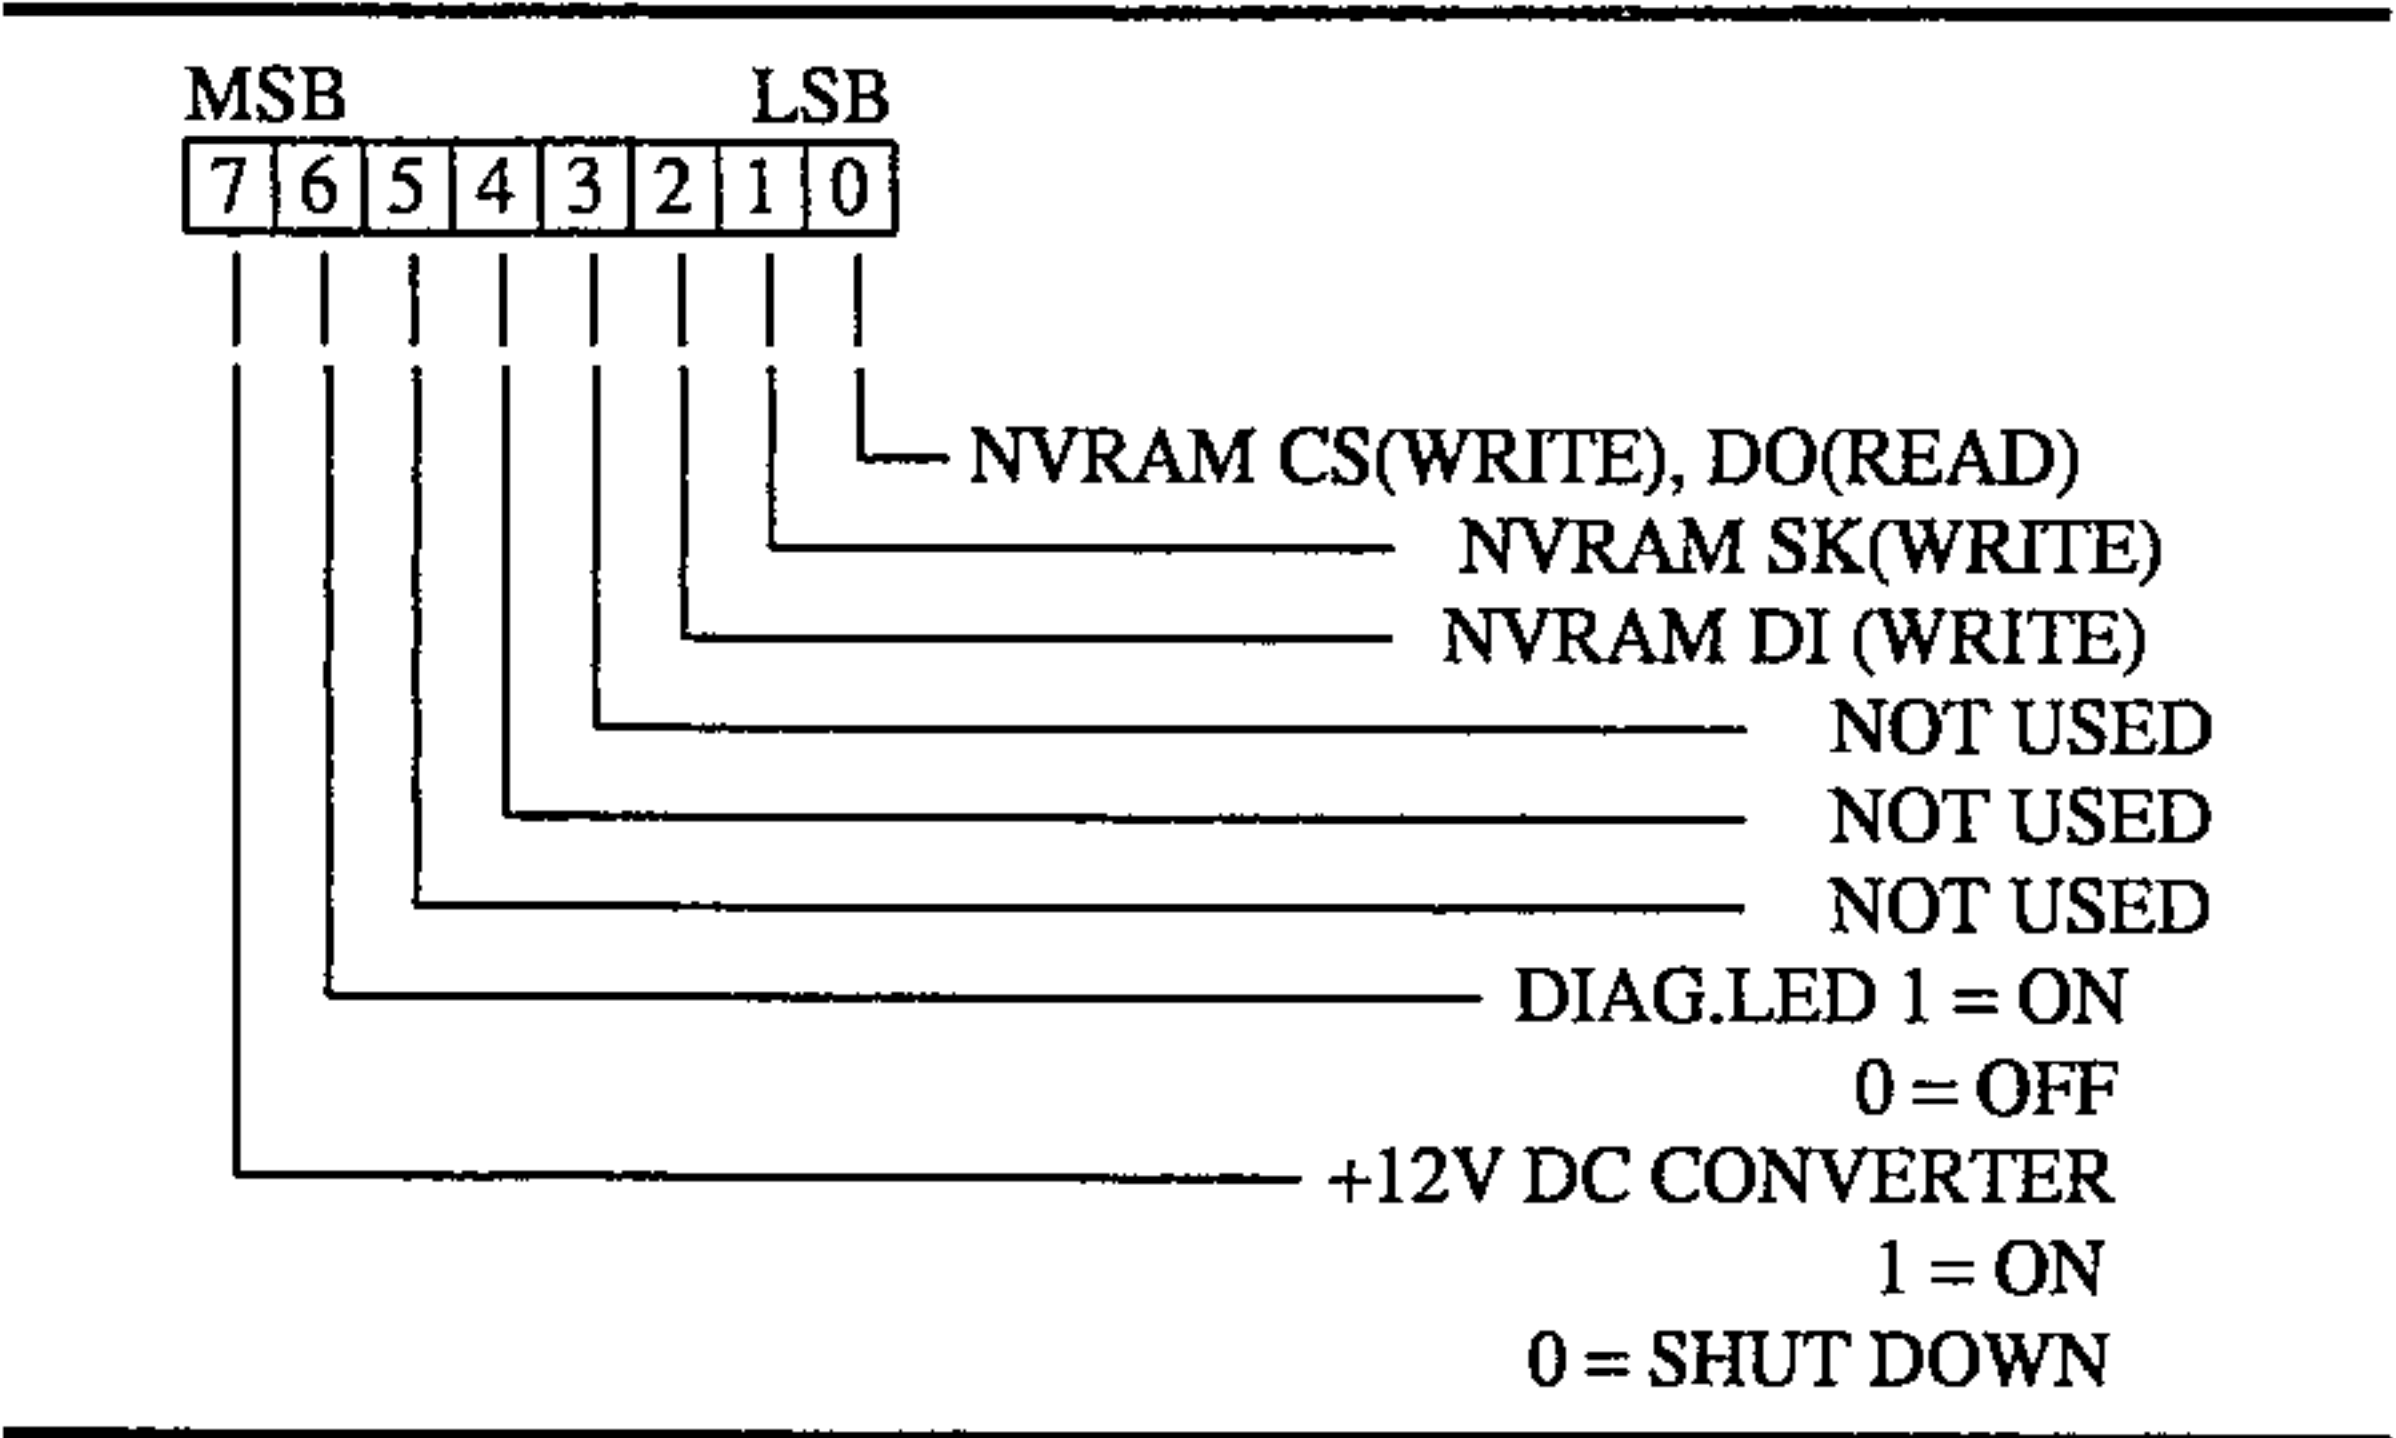 MSB LSB
7 6 5 4 3 2 1 0
NVRAM CS(WRITE), DO(READ)
NVRAM SK(WRITE)
NVRAM DI (WRITE)
NOT USED
NOT USED
NOT USED
DIAG.LED 1 = ON
0 = OFF
+12V DC CONVERTER
1 = ON
0 = SHUT DOWN